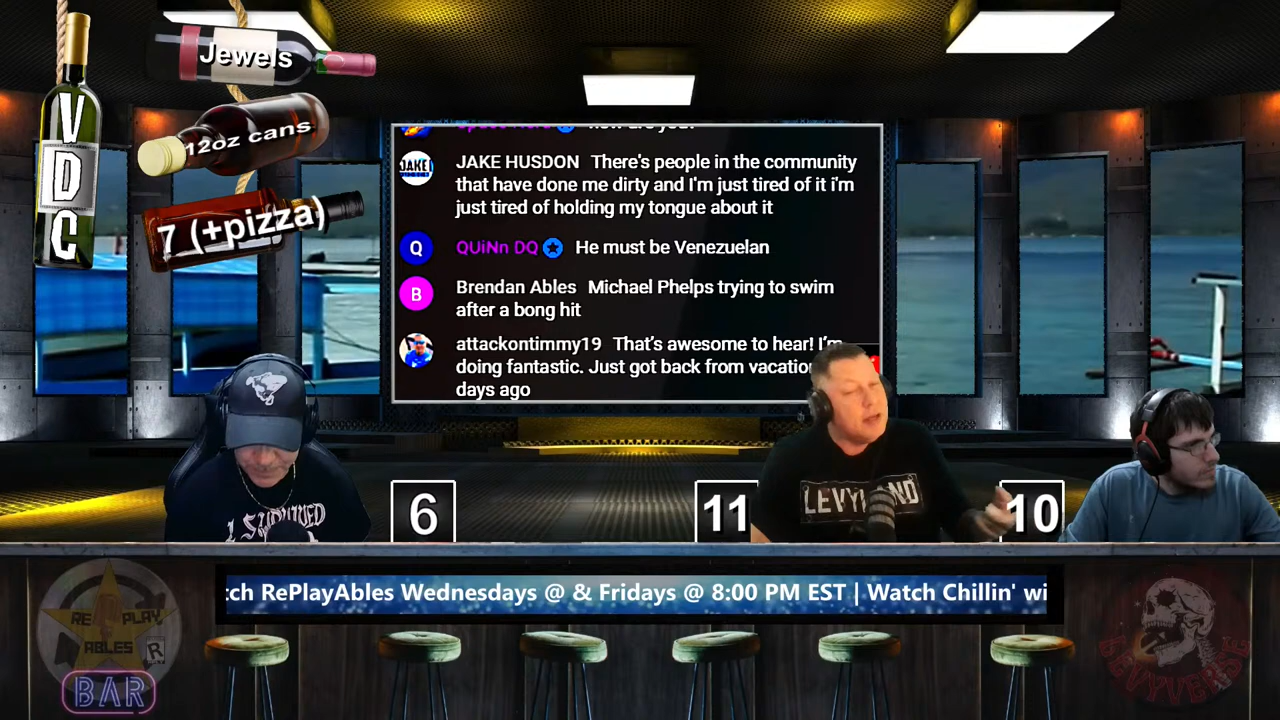 VDC
Jewels
12oz cans
7 (+pizza)
how are you?
JAKE HUSDON There's people in the community
that have done me dirty and I'm just tired of it i'm
just tired of holding my tongue about it
JAKE
Q
QUiNn DQ He must be Venezuelan
B
Brendan Ables Michael Phelps trying to swim
after a bong hit
attackontimmy19 That's awesome to hear! I'm
doing fantastic. Just got back from vacation
days ago
I SURVIVED
6
11
LEVYLAND
10
tch RePlayAbles Wednesdays @ & Fridays @ 8:00 PM EST | Watch Chillin' wi
RE PLAY
ABLES R
BAR
LEVYVERSE